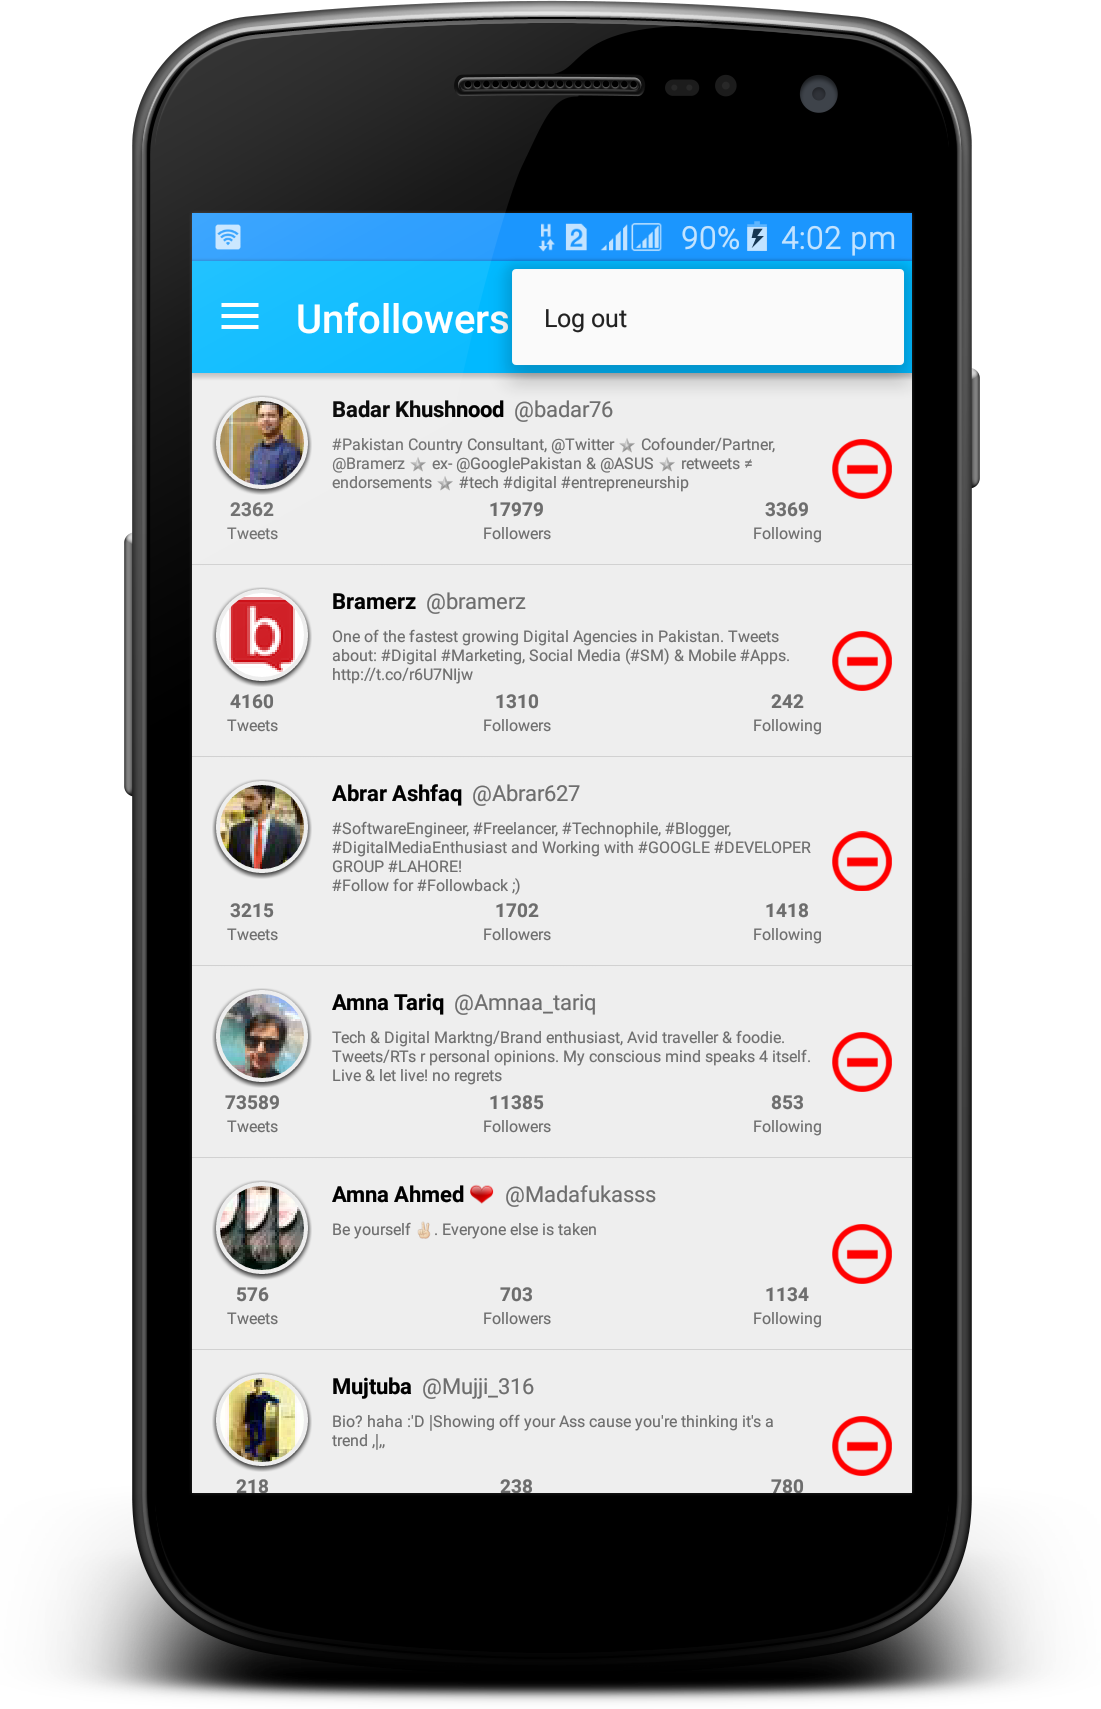 H 2 90% 4:02 pm
Unfollowers
Log out
Badar Khushnood @badar76
#Pakistan Country Consultant, @Twitter ★ Cofounder/Partner,
@Bramerz ★ ex- @GooglePakistan & @ASUS ★ retweets ≠
endorsements ★ #tech #digital #entrepreneurship
2362 17979 3369
Tweets Followers Following
b
Bramerz @bramerz
One of the fastest growing Digital Agencies in Pakistan. Tweets
about: #Digital #Marketing, Social Media (#SM) & Mobile #Apps.
http://t.co/r6U7NIjw
4160 1310 242
Tweets Followers Following
Abrar Ashfaq @Abrar627
#SoftwareEngineer, #Freelancer, #Technophile, #Blogger,
#DigitalMediaEnthusiast and Working with #GOOGLE #DEVELOPER
GROUP #LAHORE!
#Follow for #Followback ;)
3215 1702 1418
Tweets Followers Following
Amna Tariq @Amnaa_tariq
Tech & Digital Marktng/Brand enthusiast, Avid traveller & foodie.
Tweets/RTs r personal opinions. My conscious mind speaks 4 itself.
Live & let live! no regrets
73589 11385 853
Tweets Followers Following
Amna Ahmed ❤ @Madafukasss
Be yourself ✌. Everyone else is taken
576 703 1134
Tweets Followers Following
Mujtuba @Mujji_316
Bio? haha :'D |Showing off your Ass cause you're thinking it's a
trend ,|,,
218 238 780